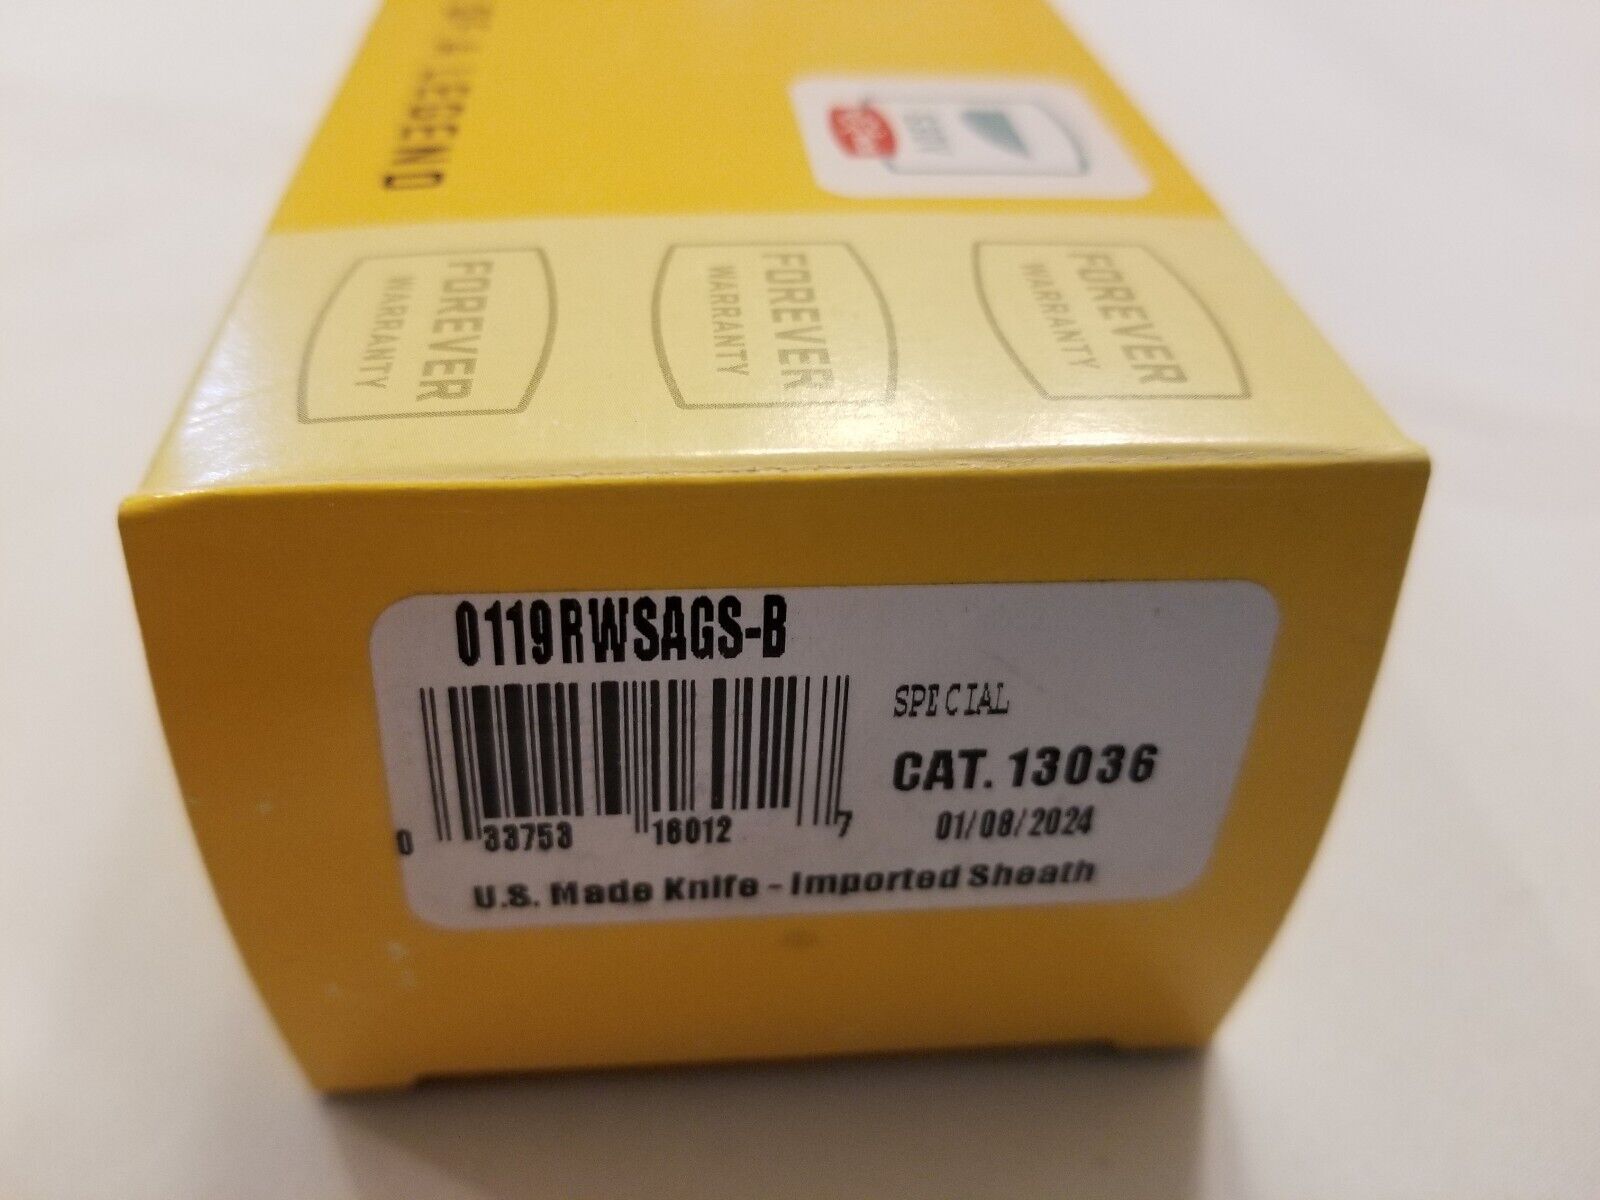 OF A LEGEND
FOREVER
WARRANTY
FOREVER
WARRANTY
FOREVER
WARRANTY
0119RWSAGS-B
SPECIAL
CAT. 13036
01/08/2024
0 33753 16012 7
U.S. Made Knife - Imported Sheath